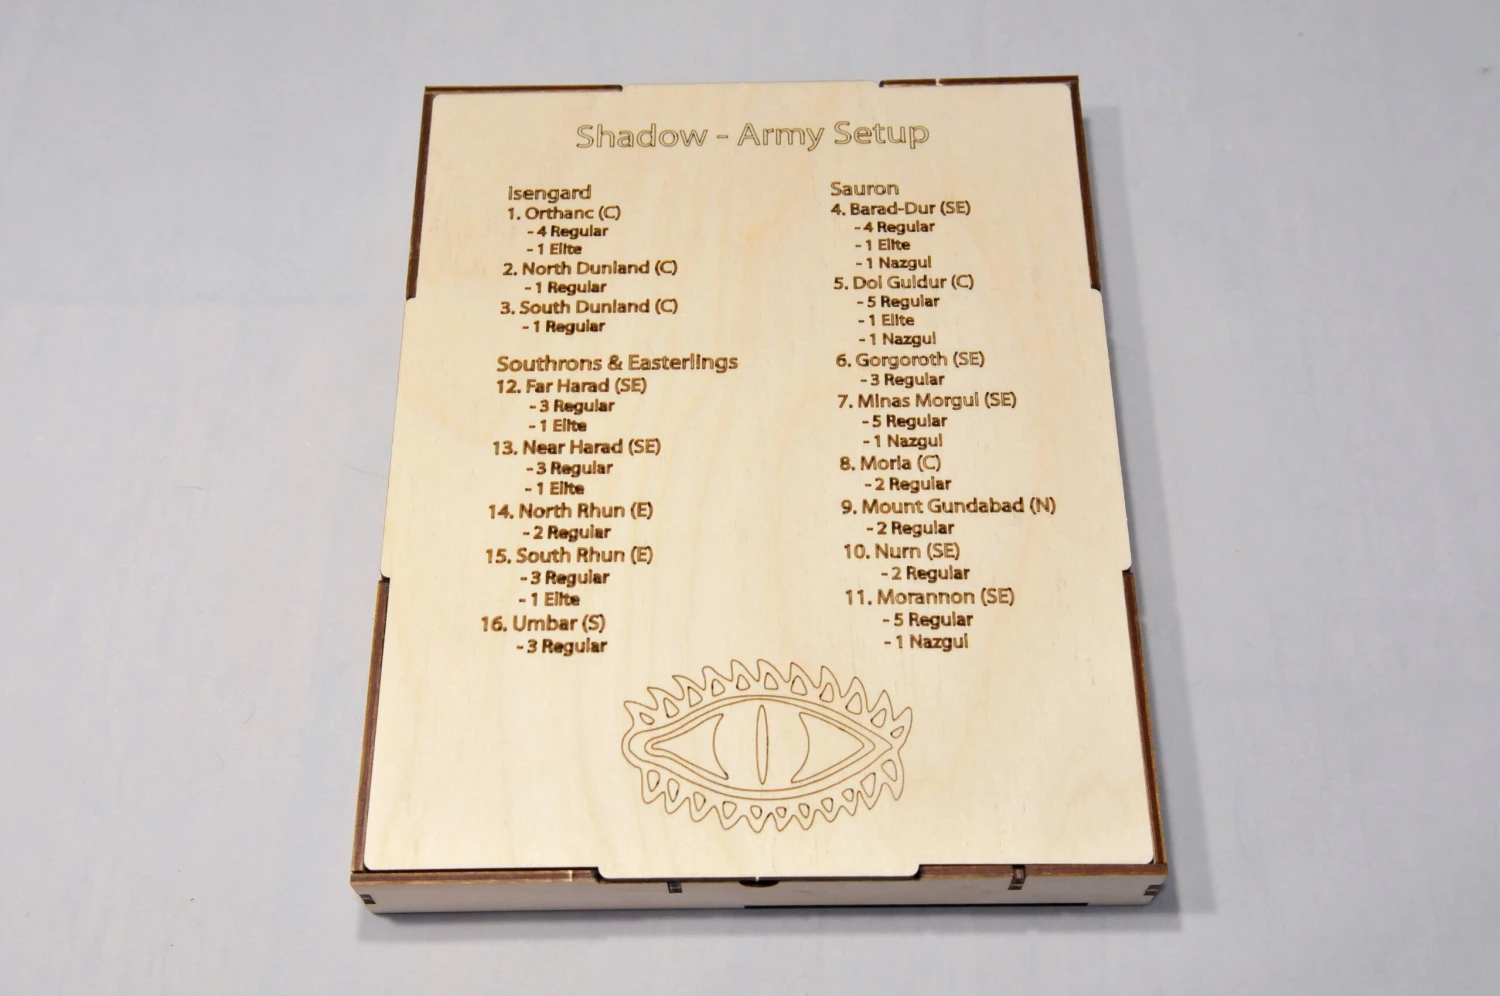 Shadow - Army Setup
Isengard
1. Orthanc (C)
- 4 Regular
- 1 Elite
2. North Dunland (C)
- 1 Regular
3. South Dunland (C)
- 1 Regular
Southrons & Easterlings
12. Far Harad (SE)
- 3 Regular
- 1 Elite
13. Near Harad (SE)
- 3 Regular
- 1 Elite
14. North Rhun (E)
- 2 Regular
15. South Rhun (E)
- 3 Regular
- 1 Elite
16. Umbar (S)
- 3 Regular
Sauron
4. Barad-Dur (SE)
- 4 Regular
- 1 Elite
- 1 Nazgul
5. Dol Guldur (C)
- 5 Regular
- 1 Elite
- 1 Nazgul
6. Gorgoroth (SE)
- 3 Regular
7. Minas Morgul (SE)
- 5 Regular
- 1 Nazgul
8. Moria (C)
- 2 Regular
9. Mount Gundabad (N)
- 2 Regular
10. Nurn (SE)
- 2 Regular
11. Morannon (SE)
- 5 Regular
- 1 Nazgul